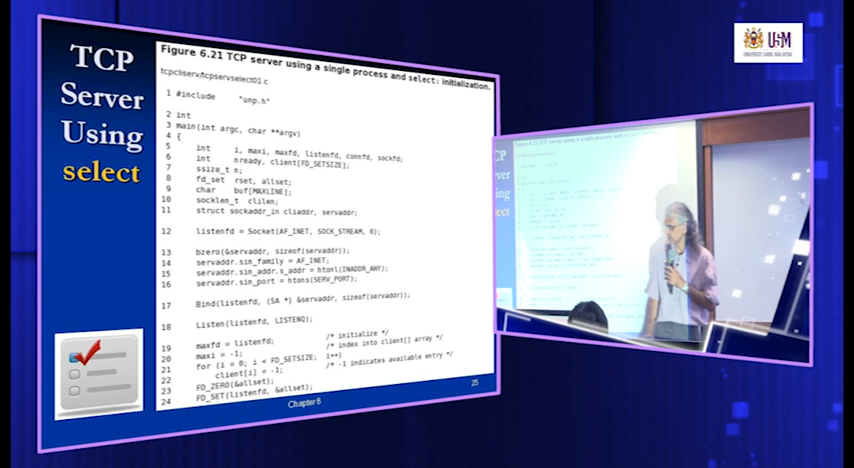 TCP
Server
Using
select
Figure 6.21 TCP server using a single process and select: initialization.
tcpcliserv/tcpservselect01.c
1 #include "unp.h"
2 int
3 main(int argc, char **argv)
4 {
5 int i, maxi, maxfd, listenfd, connfd, sockfd;
6 int nready, client[FD_SETSIZE];
7 ssize_t n;
8 fd_set rset, allset;
9 char buf[MAXLINE];
10 socklen_t clilen;
11 struct sockaddr_in cliaddr, servaddr;
12 listenfd = Socket(AF_INET, SOCK_STREAM, 0);
13 bzero(&servaddr, sizeof(servaddr));
14 servaddr.sin_family = AF_INET;
15 servaddr.sin_addr.s_addr = htonl(INADDR_ANY);
16 servaddr.sin_port = htons(SERV_PORT);
17 Bind(listenfd, (SA *) &servaddr, sizeof(servaddr));
18 Listen(listenfd, LISTENQ);
19 maxfd = listenfd; /* initialize */
20 maxi = -1; /* index into client[] array */
21 for (i = 0; i < FD_SETSIZE; i++)
22 client[i] = -1; /* -1 indicates available entry */
23 FD_ZERO(&allset);
24 FD_SET(listenfd, &allset);
Chapter 6
25
USM
UNIVERSITI SAINS MALAYSIA